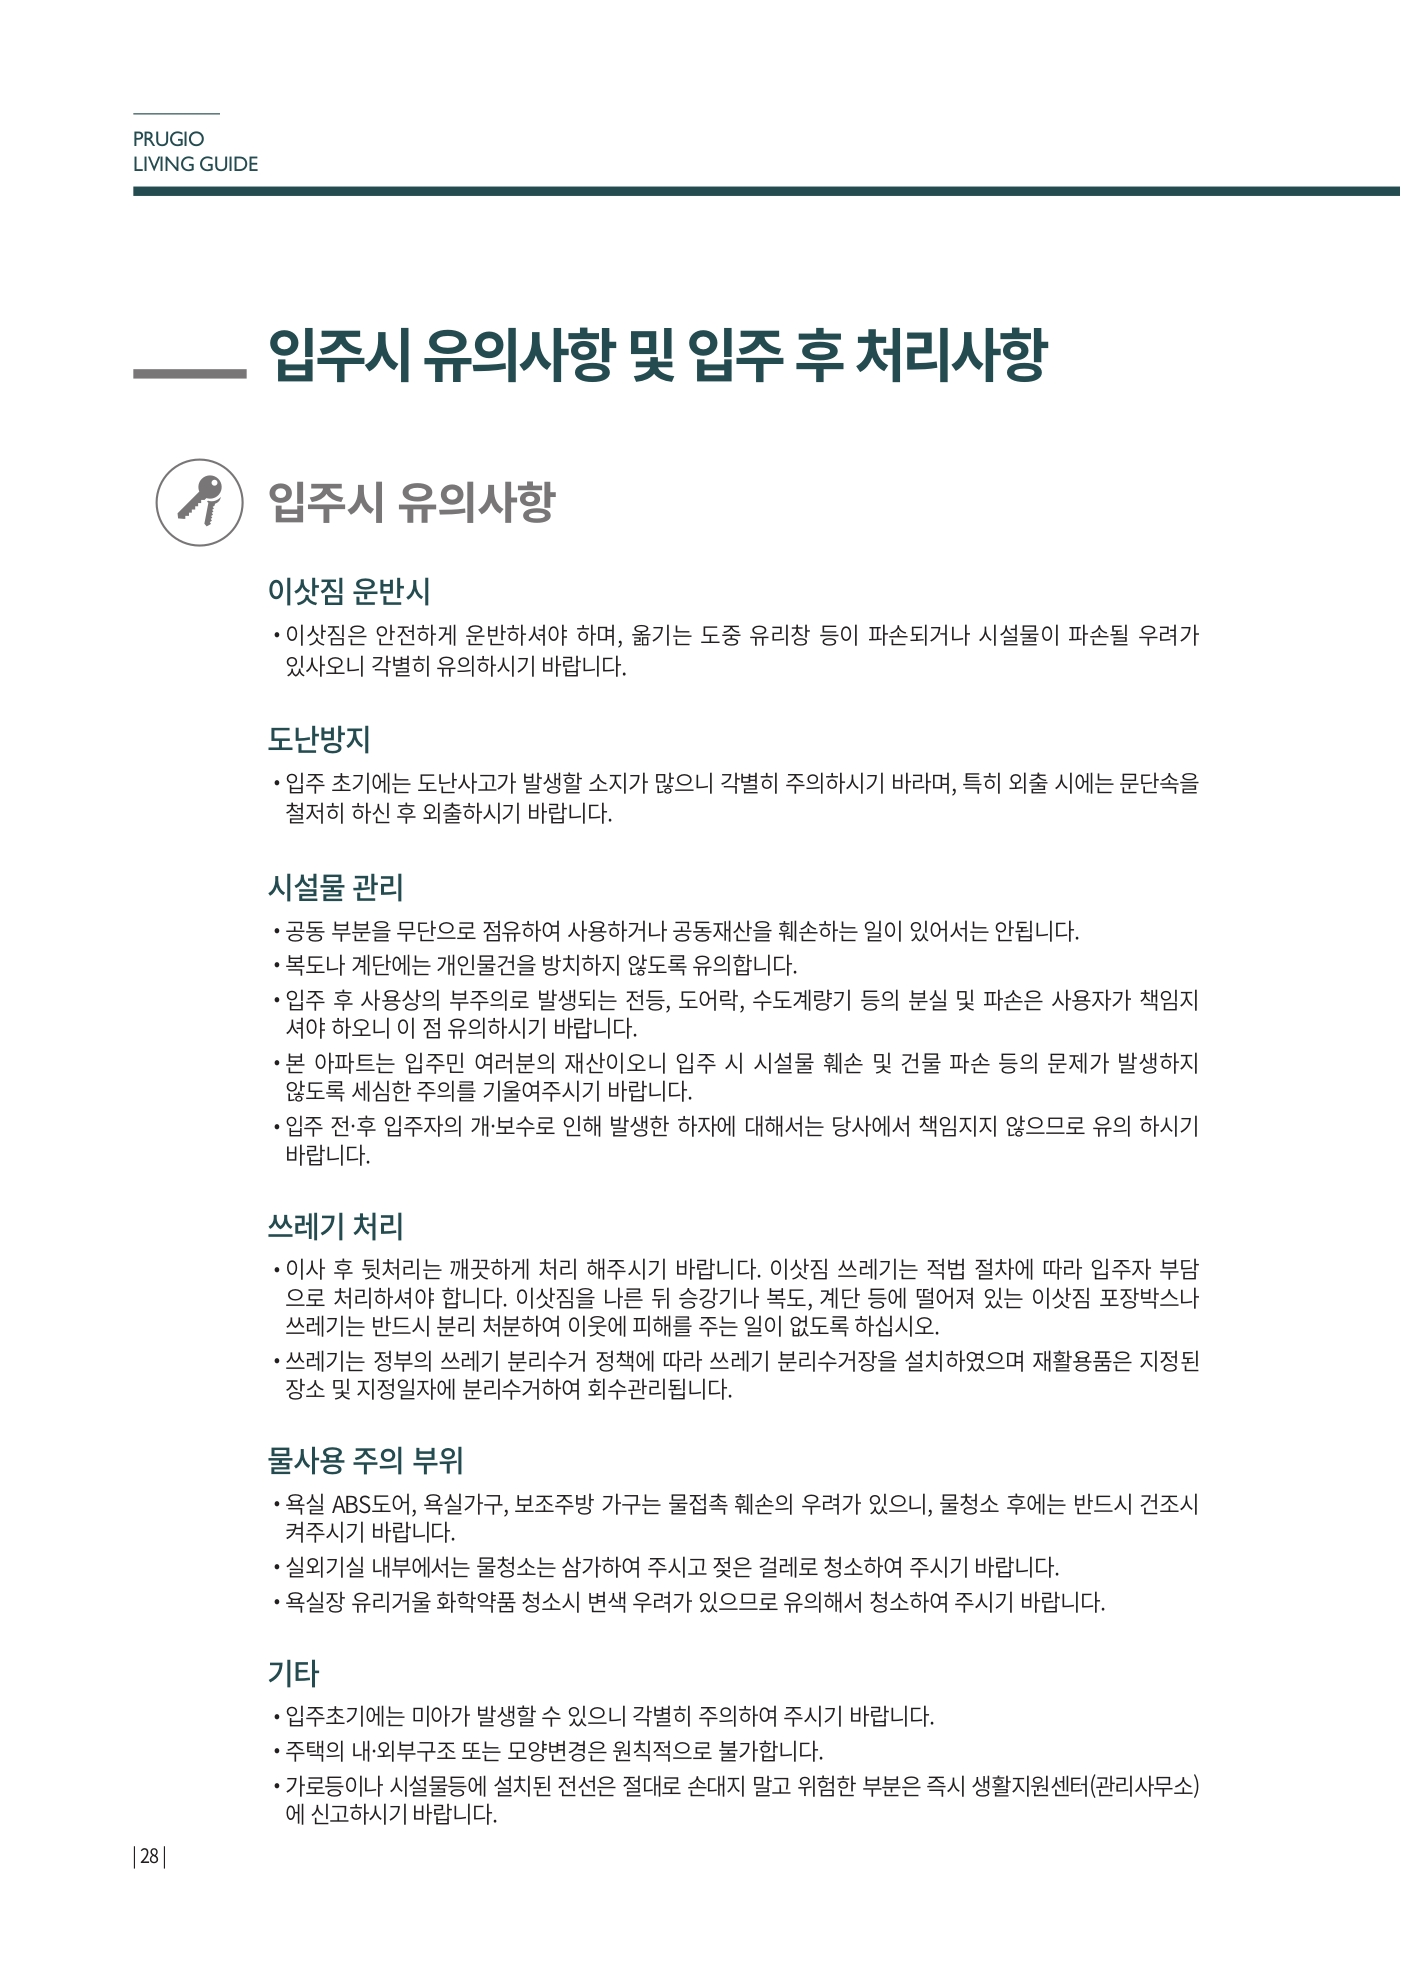 PRUGIO
LIVING GUIDE
입주시 유의사항 및 입주 후 처리사항
입주시 유의사항
이삿짐 운반시
• 이삿짐은 안전하게 운반하셔야 하며, 옮기는 도중 유리창 등이 파손되거나 시설물이 파손될 우려가
있사오니 각별히 유의하시기 바랍니다.
도난방지
• 입주 초기에는 도난사고가 발생할 소지가 많으니 각별히 주의하시기 바라며, 특히 외출 시에는 문단속을
철저히 하신 후 외출하시기 바랍니다.
시설물 관리
• 공동 부분을 무단으로 점유하여 사용하거나 공동재산을 훼손하는 일이 있어서는 안됩니다.
• 복도나 계단에는 개인물건을 방치하지 않도록 유의합니다.
• 입주 후 사용상의 부주의로 발생되는 전등, 도어락, 수도계량기 등의 분실 및 파손은 사용자가 책임지
셔야 하오니 이 점 유의하시기 바랍니다.
• 본 아파트는 입주민 여러분의 재산이오니 입주 시 시설물 훼손 및 건물 파손 등의 문제가 발생하지
않도록 세심한 주의를 기울여주시기 바랍니다.
• 입주 전·후 입주자의 개·보수로 인해 발생한 하자에 대해서는 당사에서 책임지지 않으므로 유의 하시기
바랍니다.
쓰레기 처리
• 이사 후 뒷처리는 깨끗하게 처리 해주시기 바랍니다. 이삿짐 쓰레기는 적법 절차에 따라 입주자 부담
으로 처리하셔야 합니다. 이삿짐을 나른 뒤 승강기나 복도, 계단 등에 떨어져 있는 이삿짐 포장박스나
쓰레기는 반드시 분리 처분하여 이웃에 피해를 주는 일이 없도록 하십시오.
• 쓰레기는 정부의 쓰레기 분리수거 정책에 따라 쓰레기 분리수거장을 설치하였으며 재활용품은 지정된
장소 및 지정일자에 분리수거하여 회수관리됩니다.
물사용 주의 부위
• 욕실 ABS도어, 욕실가구, 보조주방 가구는 물접촉 훼손의 우려가 있으니, 물청소 후에는 반드시 건조시
켜주시기 바랍니다.
• 실외기실 내부에서는 물청소는 삼가하여 주시고 젖은 걸레로 청소하여 주시기 바랍니다.
• 욕실장 유리거울 화학약품 청소시 변색 우려가 있으므로 유의해서 청소하여 주시기 바랍니다.
기타
• 입주초기에는 미아가 발생할 수 있으니 각별히 주의하여 주시기 바랍니다.
• 주택의 내·외부구조 또는 모양변경은 원칙적으로 불가합니다.
• 가로등이나 시설물등에 설치된 전선은 절대로 손대지 말고 위험한 부분은 즉시 생활지원센터(관리사무소)
에 신고하시기 바랍니다.
| 28 |